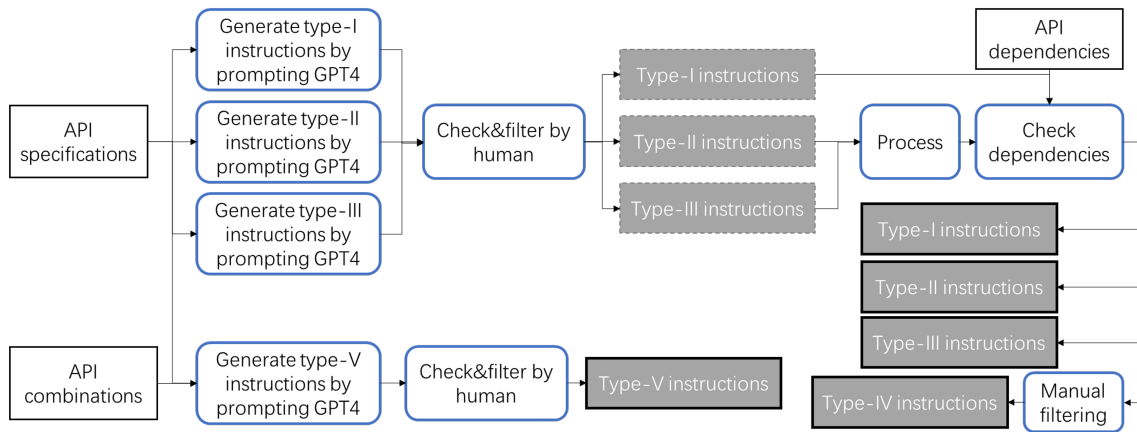 Generate type-I
instructions by
prompting GPT4
API
specifications
Generate type-II
instructions by
prompting GPT4
Generate type-III
instructions by
prompting GPT4
Check&filter by
human
Type-I instructions
Type-II instructions
Type-III instructions
API
dependencies
Process
Check
dependencies
Type-I instructions
Type-II instructions
Type-III instructions
API
combinations
Generate type-V
instructions by
prompting GPT4
Check&filter by
human
Type-V instructions
Type-IV instructions
Manual
filtering